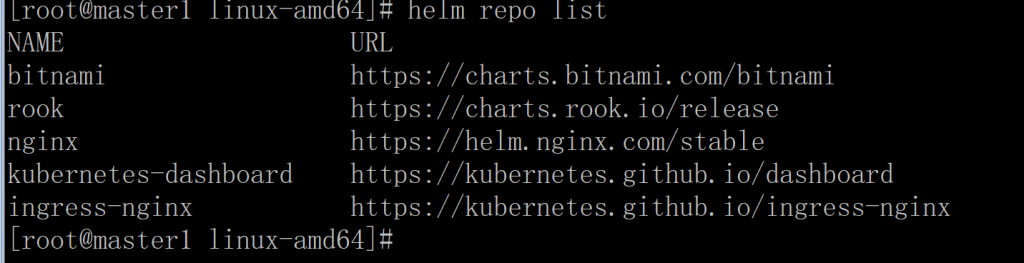 [root@master1 linux-amd64]# helm repo list
NAME URL
bitnami https://charts.bitnami.com/bitnami
rook https://charts.rook.io/release
nginx https://helm.nginx.com/stable
kubernetes-dashboard https://kubernetes.github.io/dashboard
ingress-nginx https://kubernetes.github.io/ingress-nginx
[root@master1 linux-amd64]#